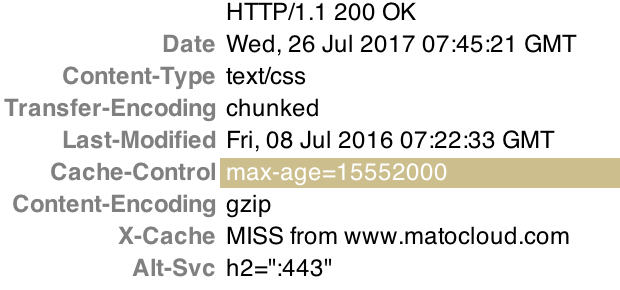 HTTP/1.1 200 OK
Date Wed, 26 Jul 2017 07:45:21 GMT
Content-Type text/css
Transfer-Encoding chunked
Last-Modified Fri, 08 Jul 2016 07:22:33 GMT
Cache-Control max-age=15552000
Content-Encoding gzip
X-Cache MISS from www.matocloud.com
Alt-Svc h2=":443"